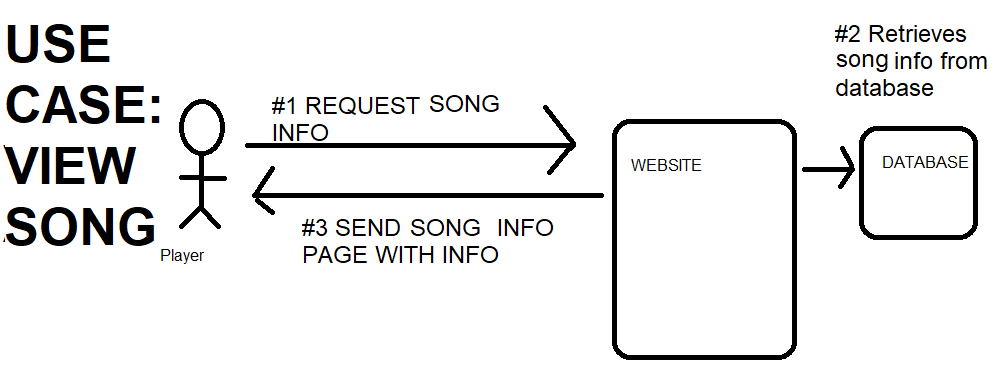 USE
CASE:
VIEW
SONG
Player
#1 REQUEST SONG
INFO
#3 SEND SONG INFO
PAGE WITH INFO
WEBSITE
#2 Retrieves
song info from
database
DATABASE